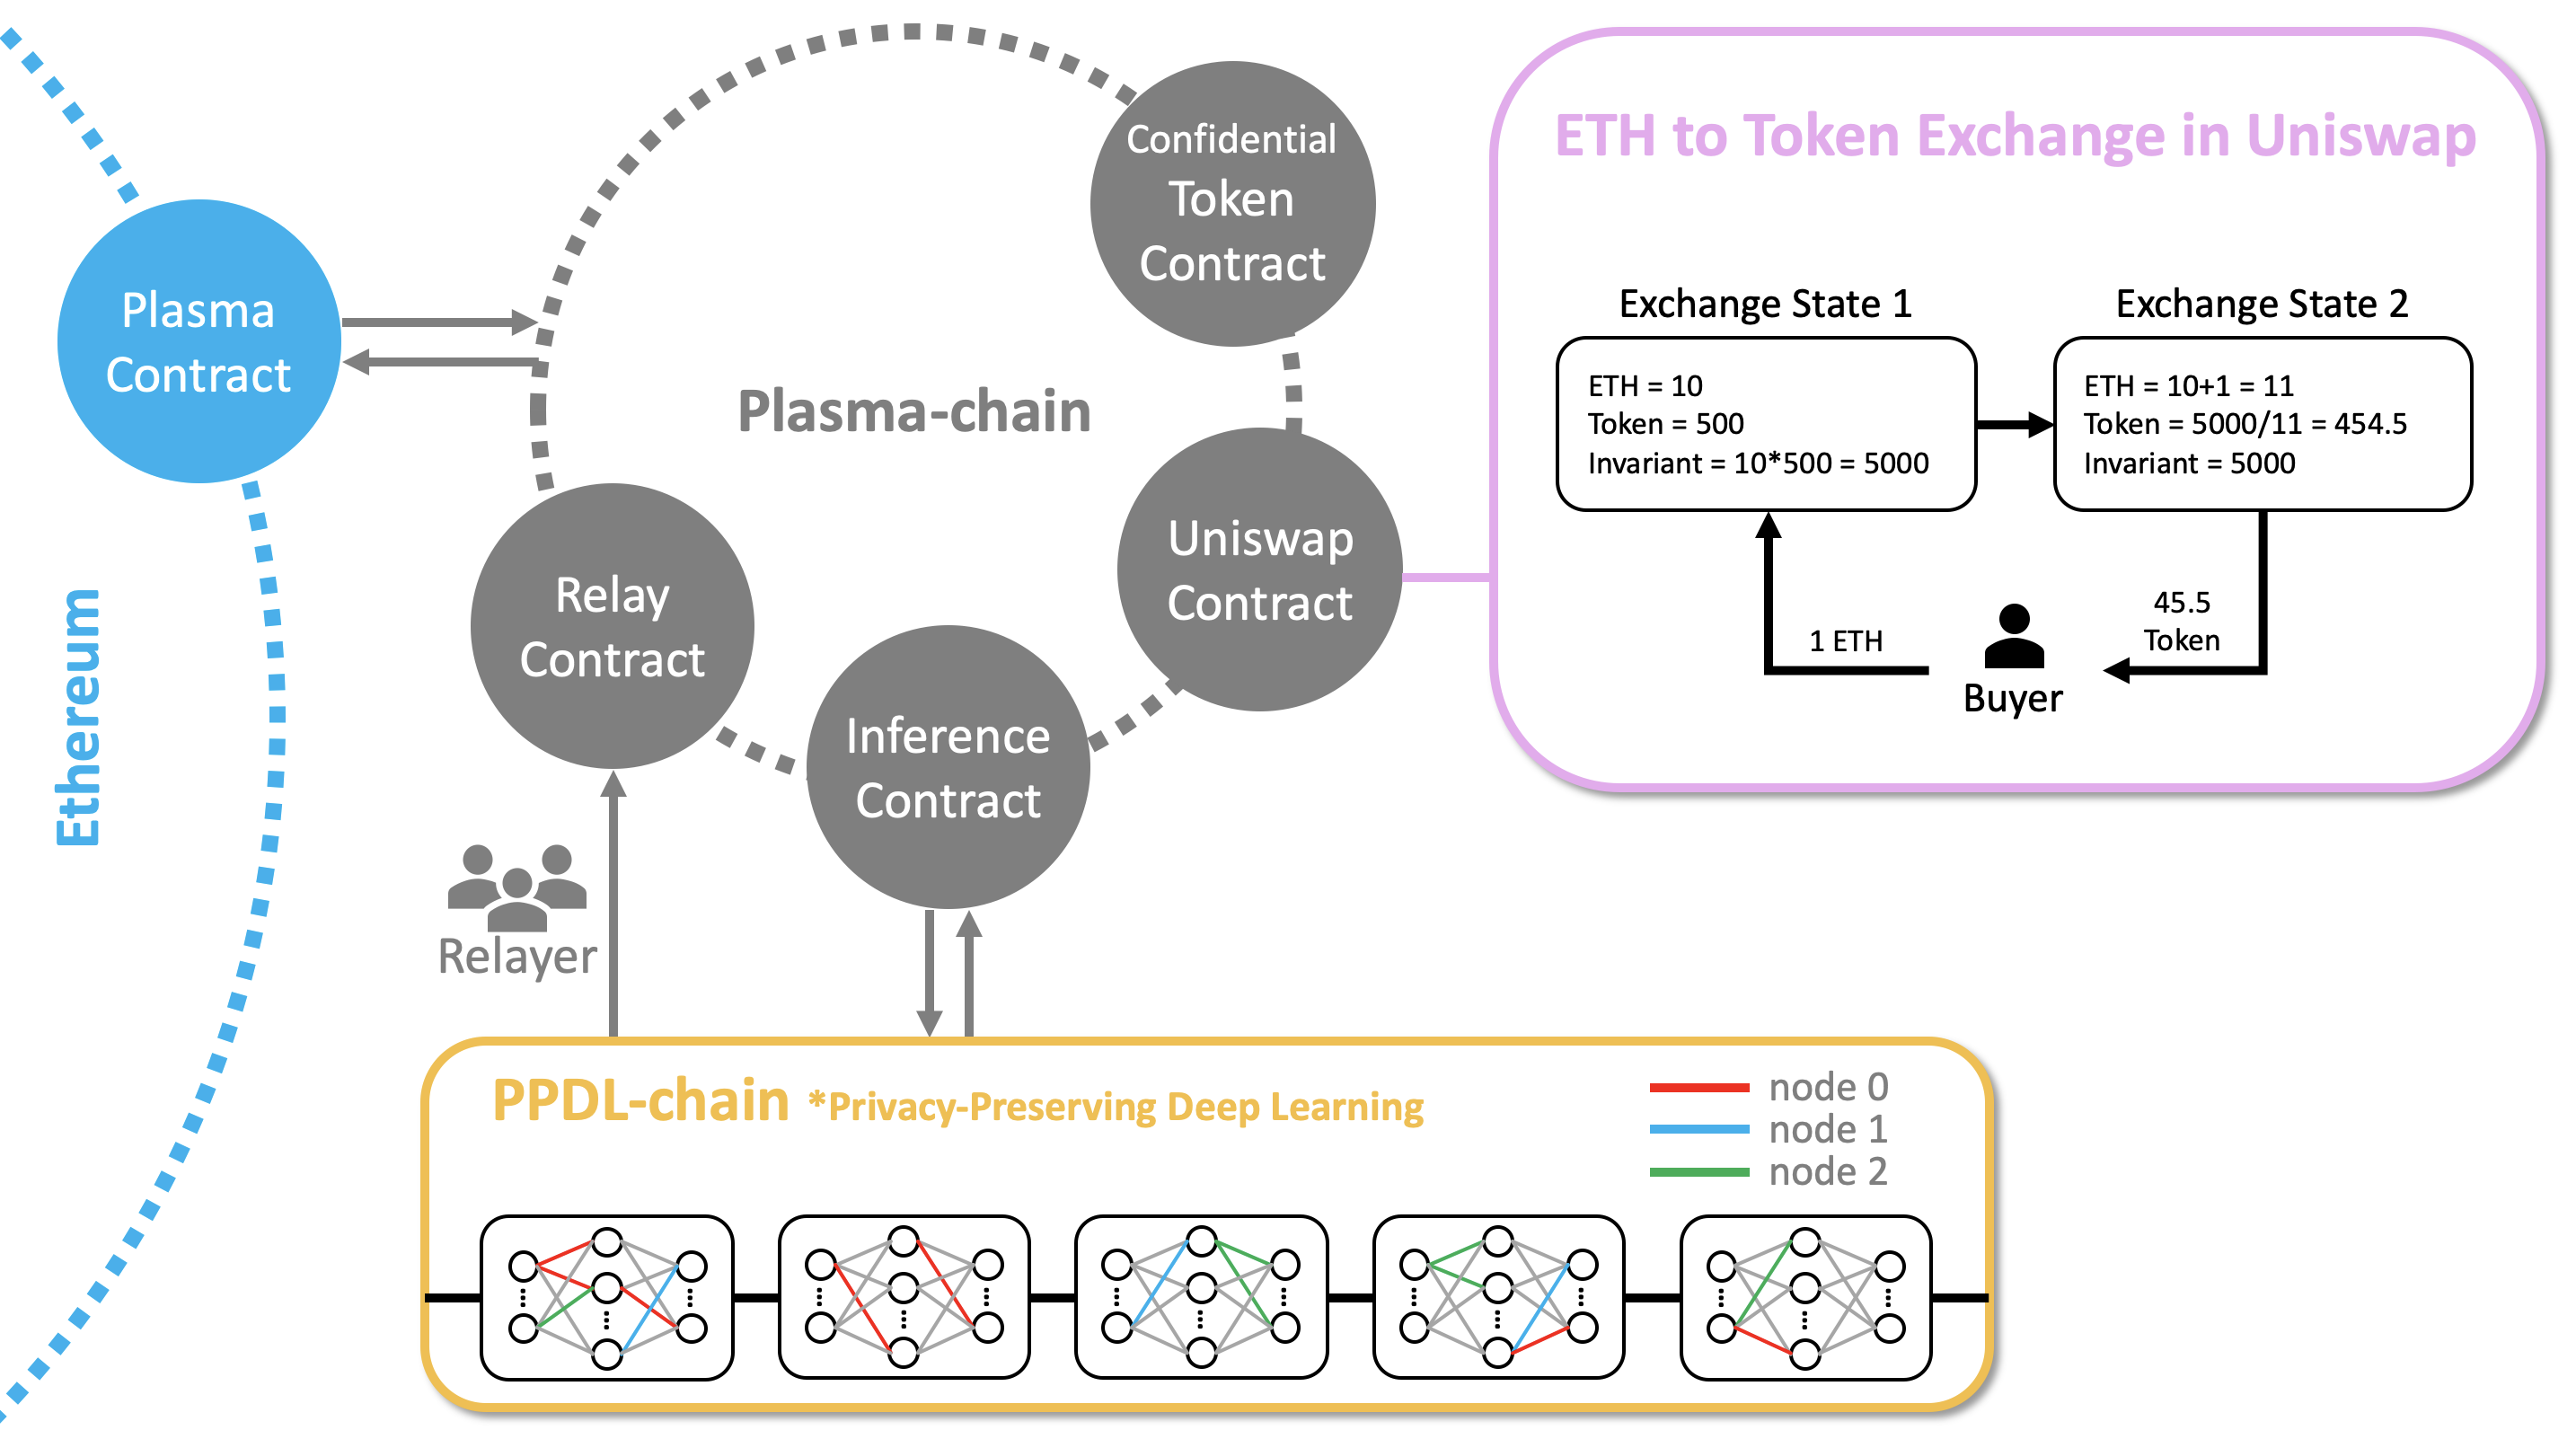 Ethereum
Plasma
Contract
Plasma-chain
Confidential
Token
Contract
Uniswap
Contract
Relay
Contract
Inference
Contract
Relayer
ETH to Token Exchange in Uniswap
Exchange State 1
ETH = 10
Token = 500
Invariant = 10*500 = 5000
Exchange State 2
ETH = 10+1 = 11
Token = 5000/11 = 454.5
Invariant = 5000
1 ETH
Buyer
45.5
Token
PPDL-chain *Privacy-Preserving Deep Learning
node 0
node 1
node 2